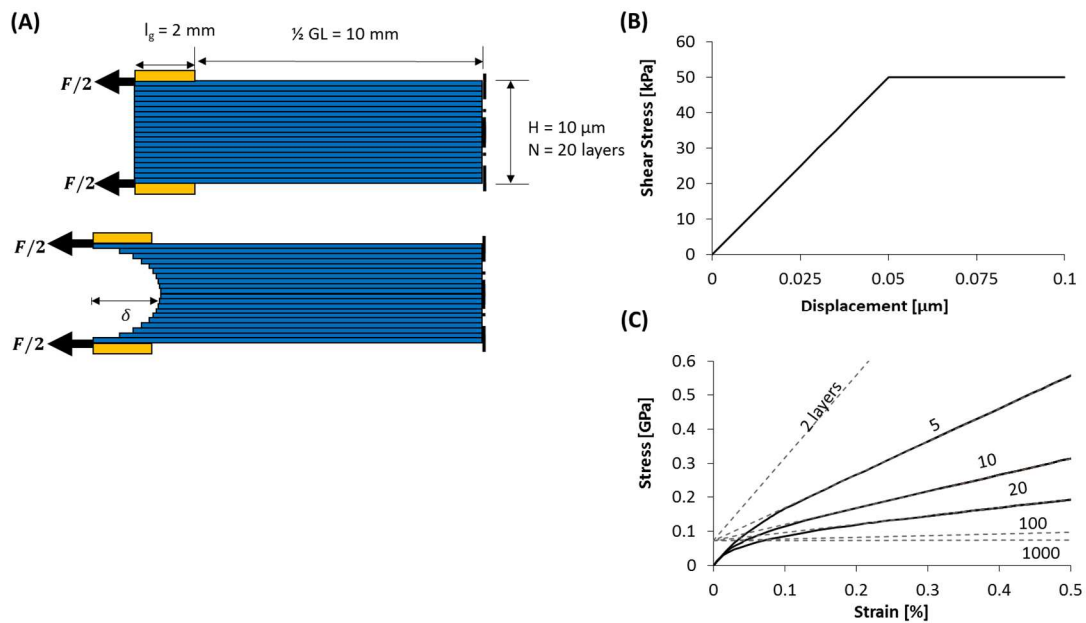 (A)
l_g = 2 mm
½ GL = 10 mm
F/2
F/2
H = 10 µm
N = 20 layers
F/2
δ
F/2
(B)
Shear Stress [kPa]
60
50
40
30
20
10
0
0
0.025
0.05
0.075
0.1
Displacement [µm]
(C)
Stress [GPa]
0.6
0.5
0.4
0.3
0.2
0.1
0
2 layers
5
10
20
100
1000
0
0.1
0.2
0.3
0.4
0.5
Strain [%]